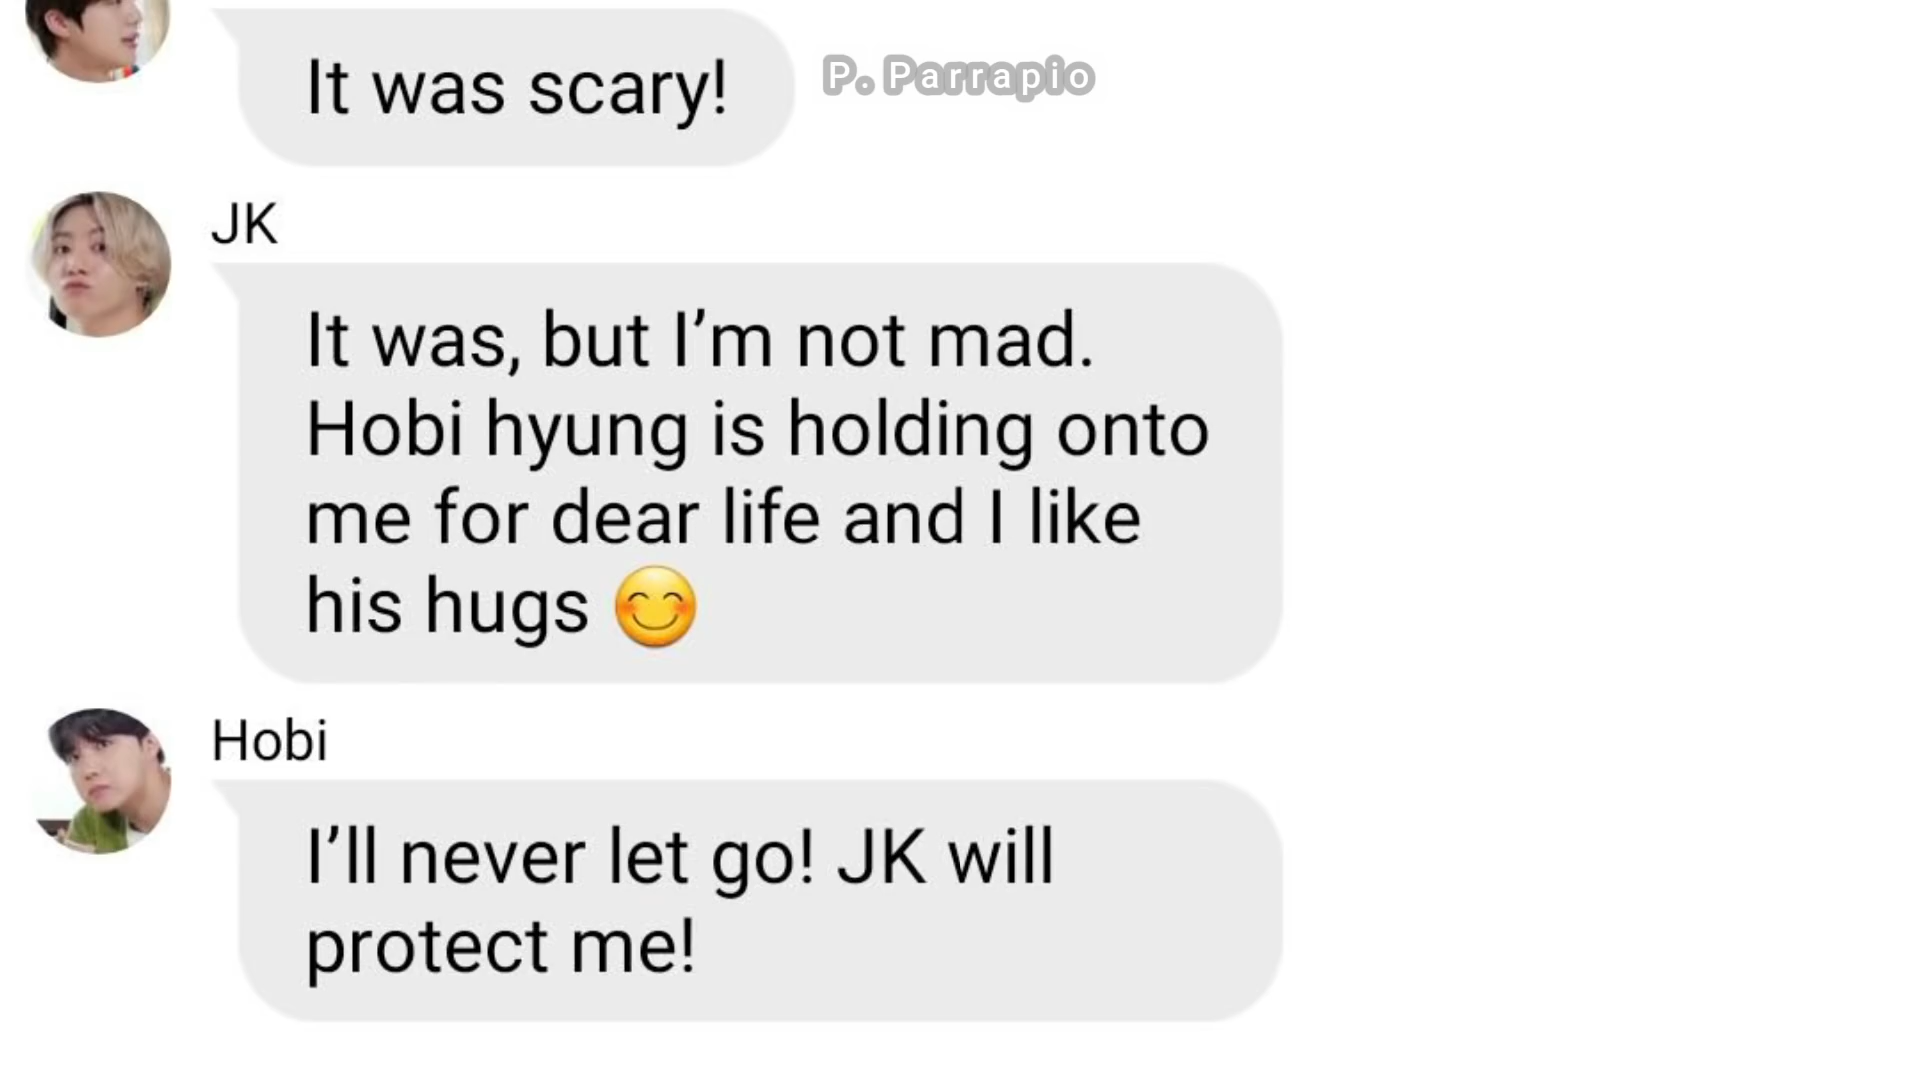 It was scary!
P. Parrapio
JK
It was, but I’m not mad.
Hobi hyung is holding onto
me for dear life and I like
his hugs 😊
Hobi
I’ll never let go! JK will
protect me!